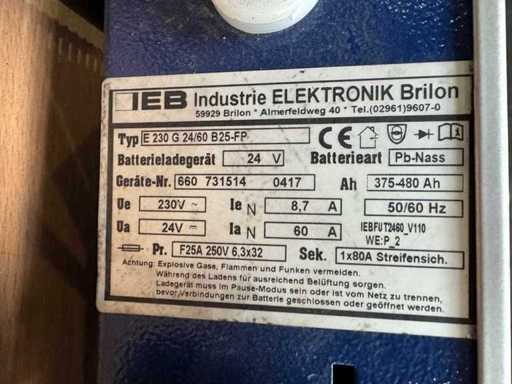 IEB Industrie ELEKTRONIK Brilon
59929 Brilon * Almerfeldweg 40 * Tel.(02961)9607-0
Typ E 230 G 24/60 B25-FP CE
Batterieladegerät 24 V Batterieart Pb-Nass
Geräte-Nr. 660 731514 0417 Ah 375-480 Ah
Ue 230V ~ Ie N 8,7 A 50/60 Hz
Ua 24V ⎓ Ia N 60 A IEBFUT2460_V110
WE:P_2
Pr. F25A 250V 6,3x32 Sek. 1x80A Streifensich.
Achtung: Explosive Gase, Flammen und Funken vermeiden.
Während des Ladens für ausreichend Belüftung sorgen.
Ladegerät muss im Pause-Modus sein oder ist vom Netz zu trennen,
bevor Verbindungen zur Batterie geschlossen oder geöffnet werden.